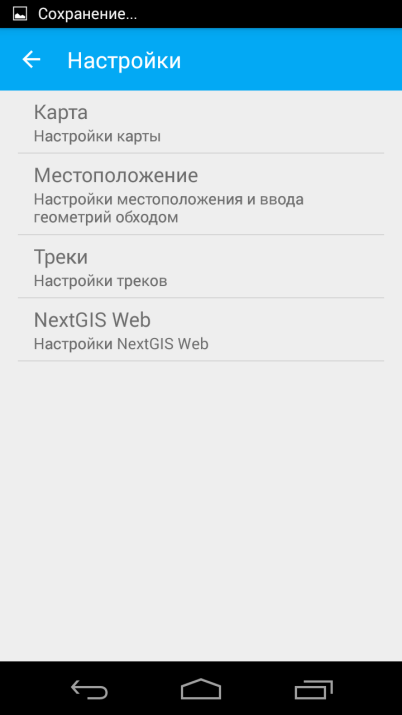 Сохранение...
Настройки
Карта
Настройки карты
Местоположение
Настройки местоположения и ввода
геометрий обходом
Треки
Настройки треков
NextGIS Web
Настройки NextGIS Web